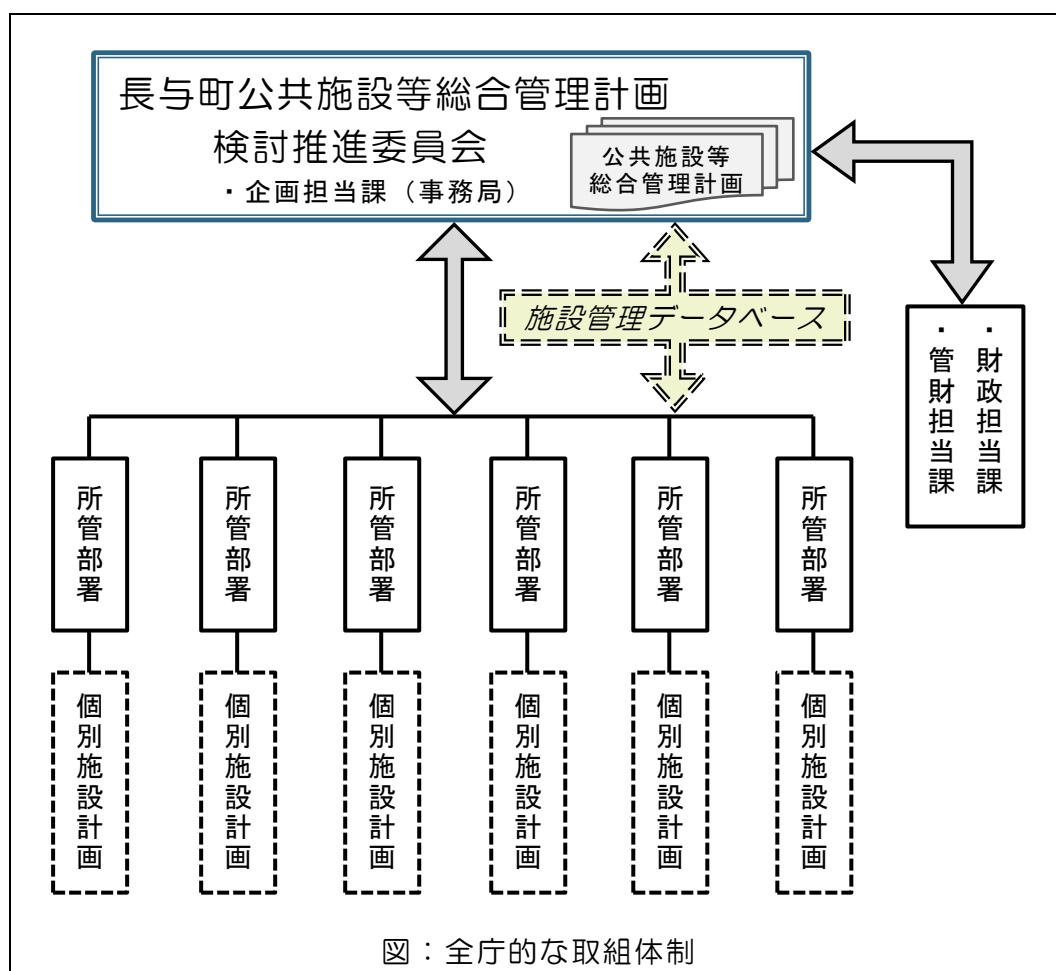 長与町公共施設等総合管理計画
検討推進委員会
・企画担当課（事務局）
公共施設等
総合管理計画
施設管理データベース
・財政担当課
・管財担当課
所管部署
所管部署
所管部署
所管部署
所管部署
所管部署
個別施設計画
個別施設計画
個別施設計画
個別施設計画
個別施設計画
個別施設計画
図：全庁的な取組体制